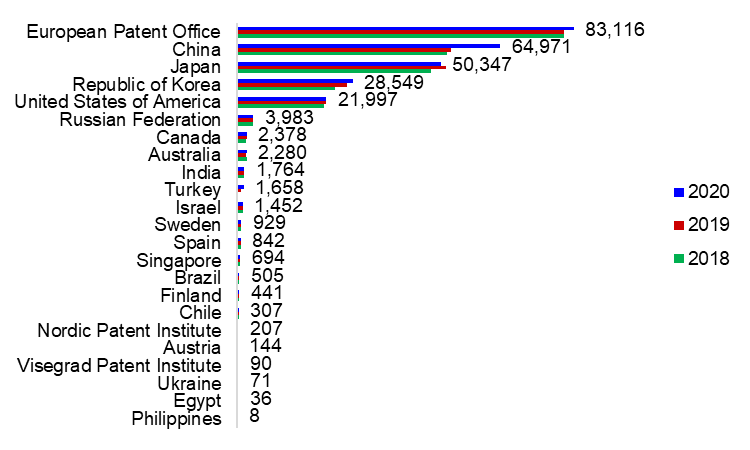 European Patent Office 83,116
China 64,971
Japan 50,347
Republic of Korea 28,549
United States of America 21,997
Russian Federation 3,983
Canada 2,378
Australia 2,280
India 1,764
Turkey 1,658
Israel 1,452
Sweden 929
Spain 842
Singapore 694
Brazil 505
Finland 441
Chile 307
Nordic Patent Institute 207
Austria 144
Visegrad Patent Institute 90
Ukraine 71
Egypt 36
Philippines 8
2020
2019
2018